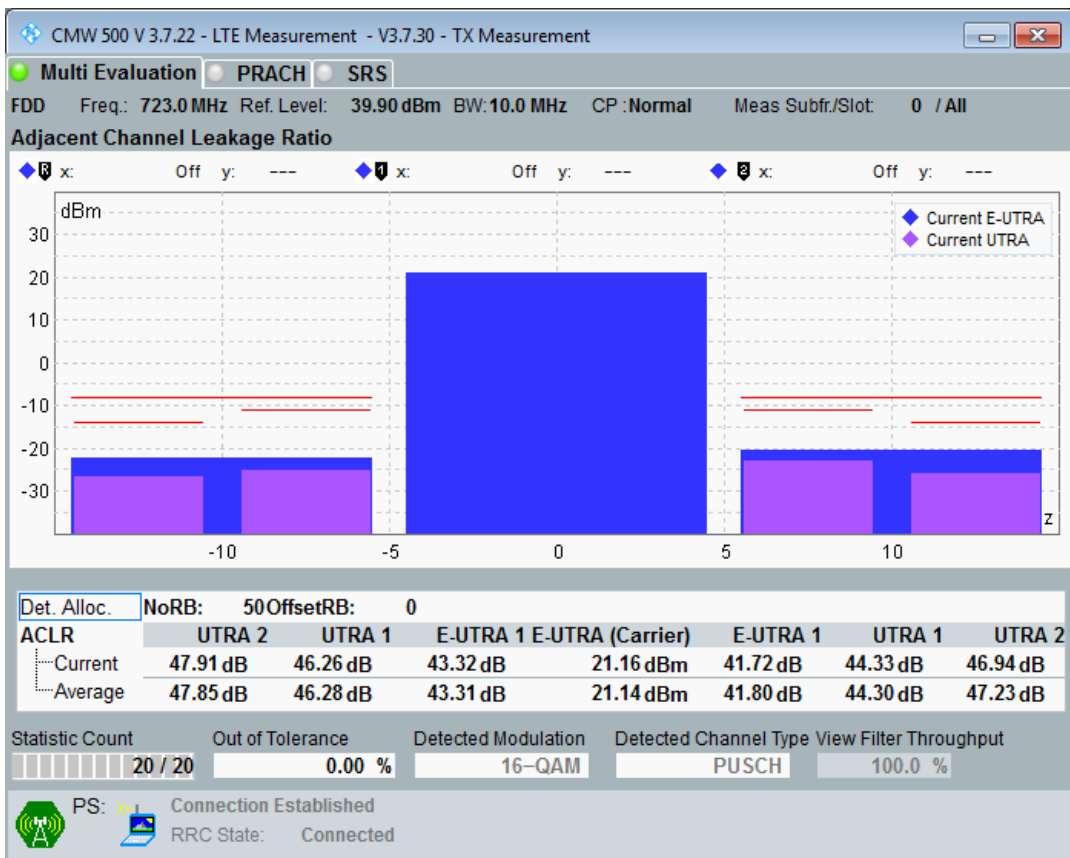 CMW 500 V 3.7.22 - LTE Measurement - V3.7.30 - TX Measurement
Multi Evaluation PRACH SRS
FDD Freq.: 723.0 MHz Ref. Level: 39.90 dBm BW: 10.0 MHz CP : Normal Meas Subfr./Slot: 0 / All
Adjacent Channel Leakage Ratio
R x: Off y: --- 1 x: Off y: --- 2 x: Off y: ---
dBm
Current E-UTRA
Current UTRA
30
20
10
0
-10
-20
-30
z
-10 -5 0 5 10
Det. Alloc. NoRB: 50 OffsetRB: 0
ACLR UTRA 2 UTRA 1 E-UTRA 1 E-UTRA (Carrier) E-UTRA 1 UTRA 1 UTRA 2
Current 47.91 dB 46.26 dB 43.32 dB 21.16 dBm 41.72 dB 44.33 dB 46.94 dB
Average 47.85 dB 46.28 dB 43.31 dB 21.14 dBm 41.80 dB 44.30 dB 47.23 dB
Statistic Count Out of Tolerance Detected Modulation Detected Channel Type View Filter Throughput
20 / 20 0.00 % 16-QAM PUSCH 100.0 %
PS: Connection Established
RRC State: Connected